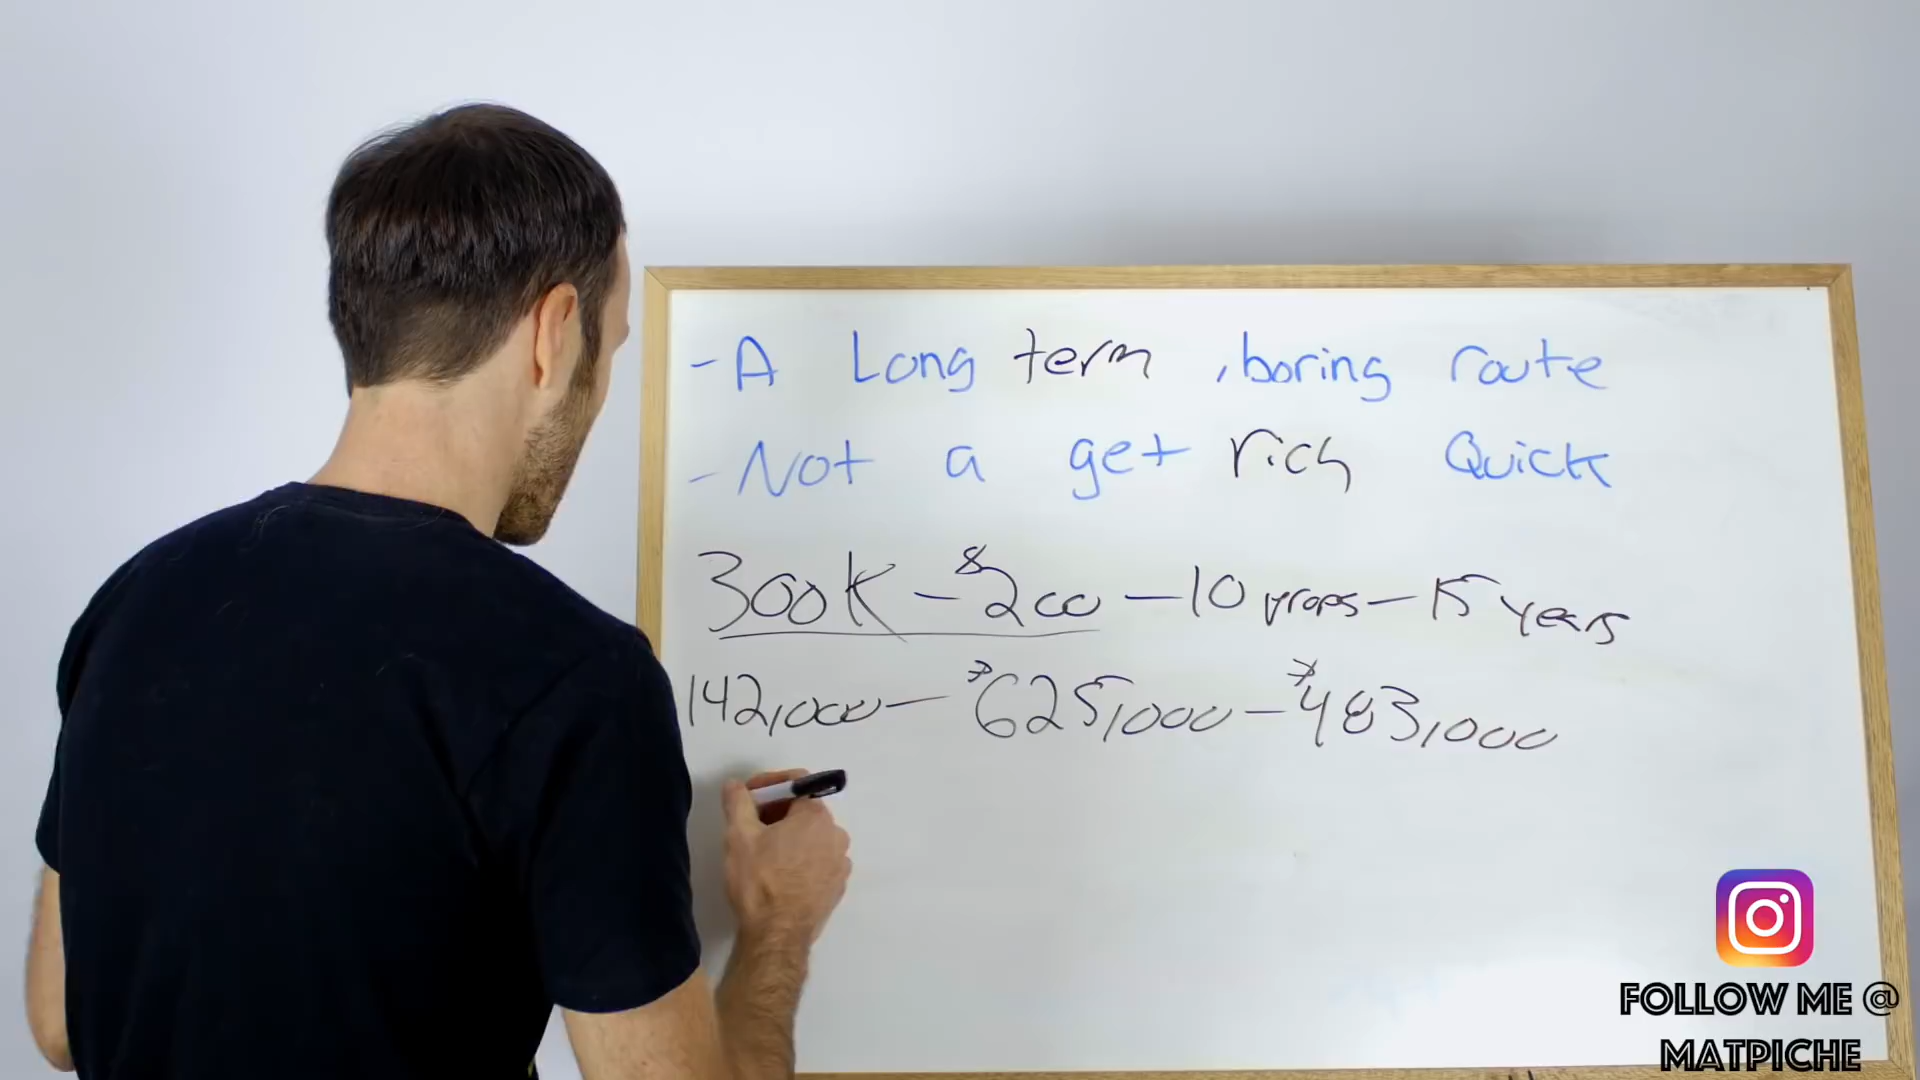 - A Long term , boring route
- Not a get rich Quick
300K - $200 - 10 props - 15 years
142,000 - $625,000 - $483,000
FOLLOW ME @
MATPICHE